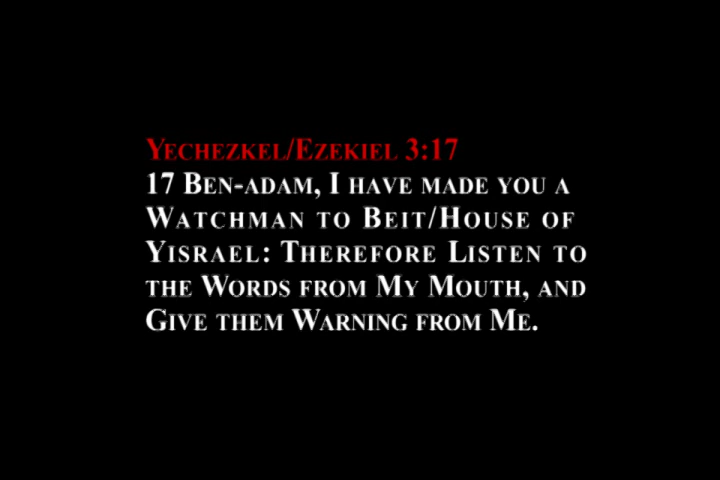 Yechezkel/Ezekiel 3:17
17 Ben-adam, I have made you a
Watchman to Beit/House of
Yisrael: Therefore Listen to
the Words from My Mouth, and
Give them Warning from Me.